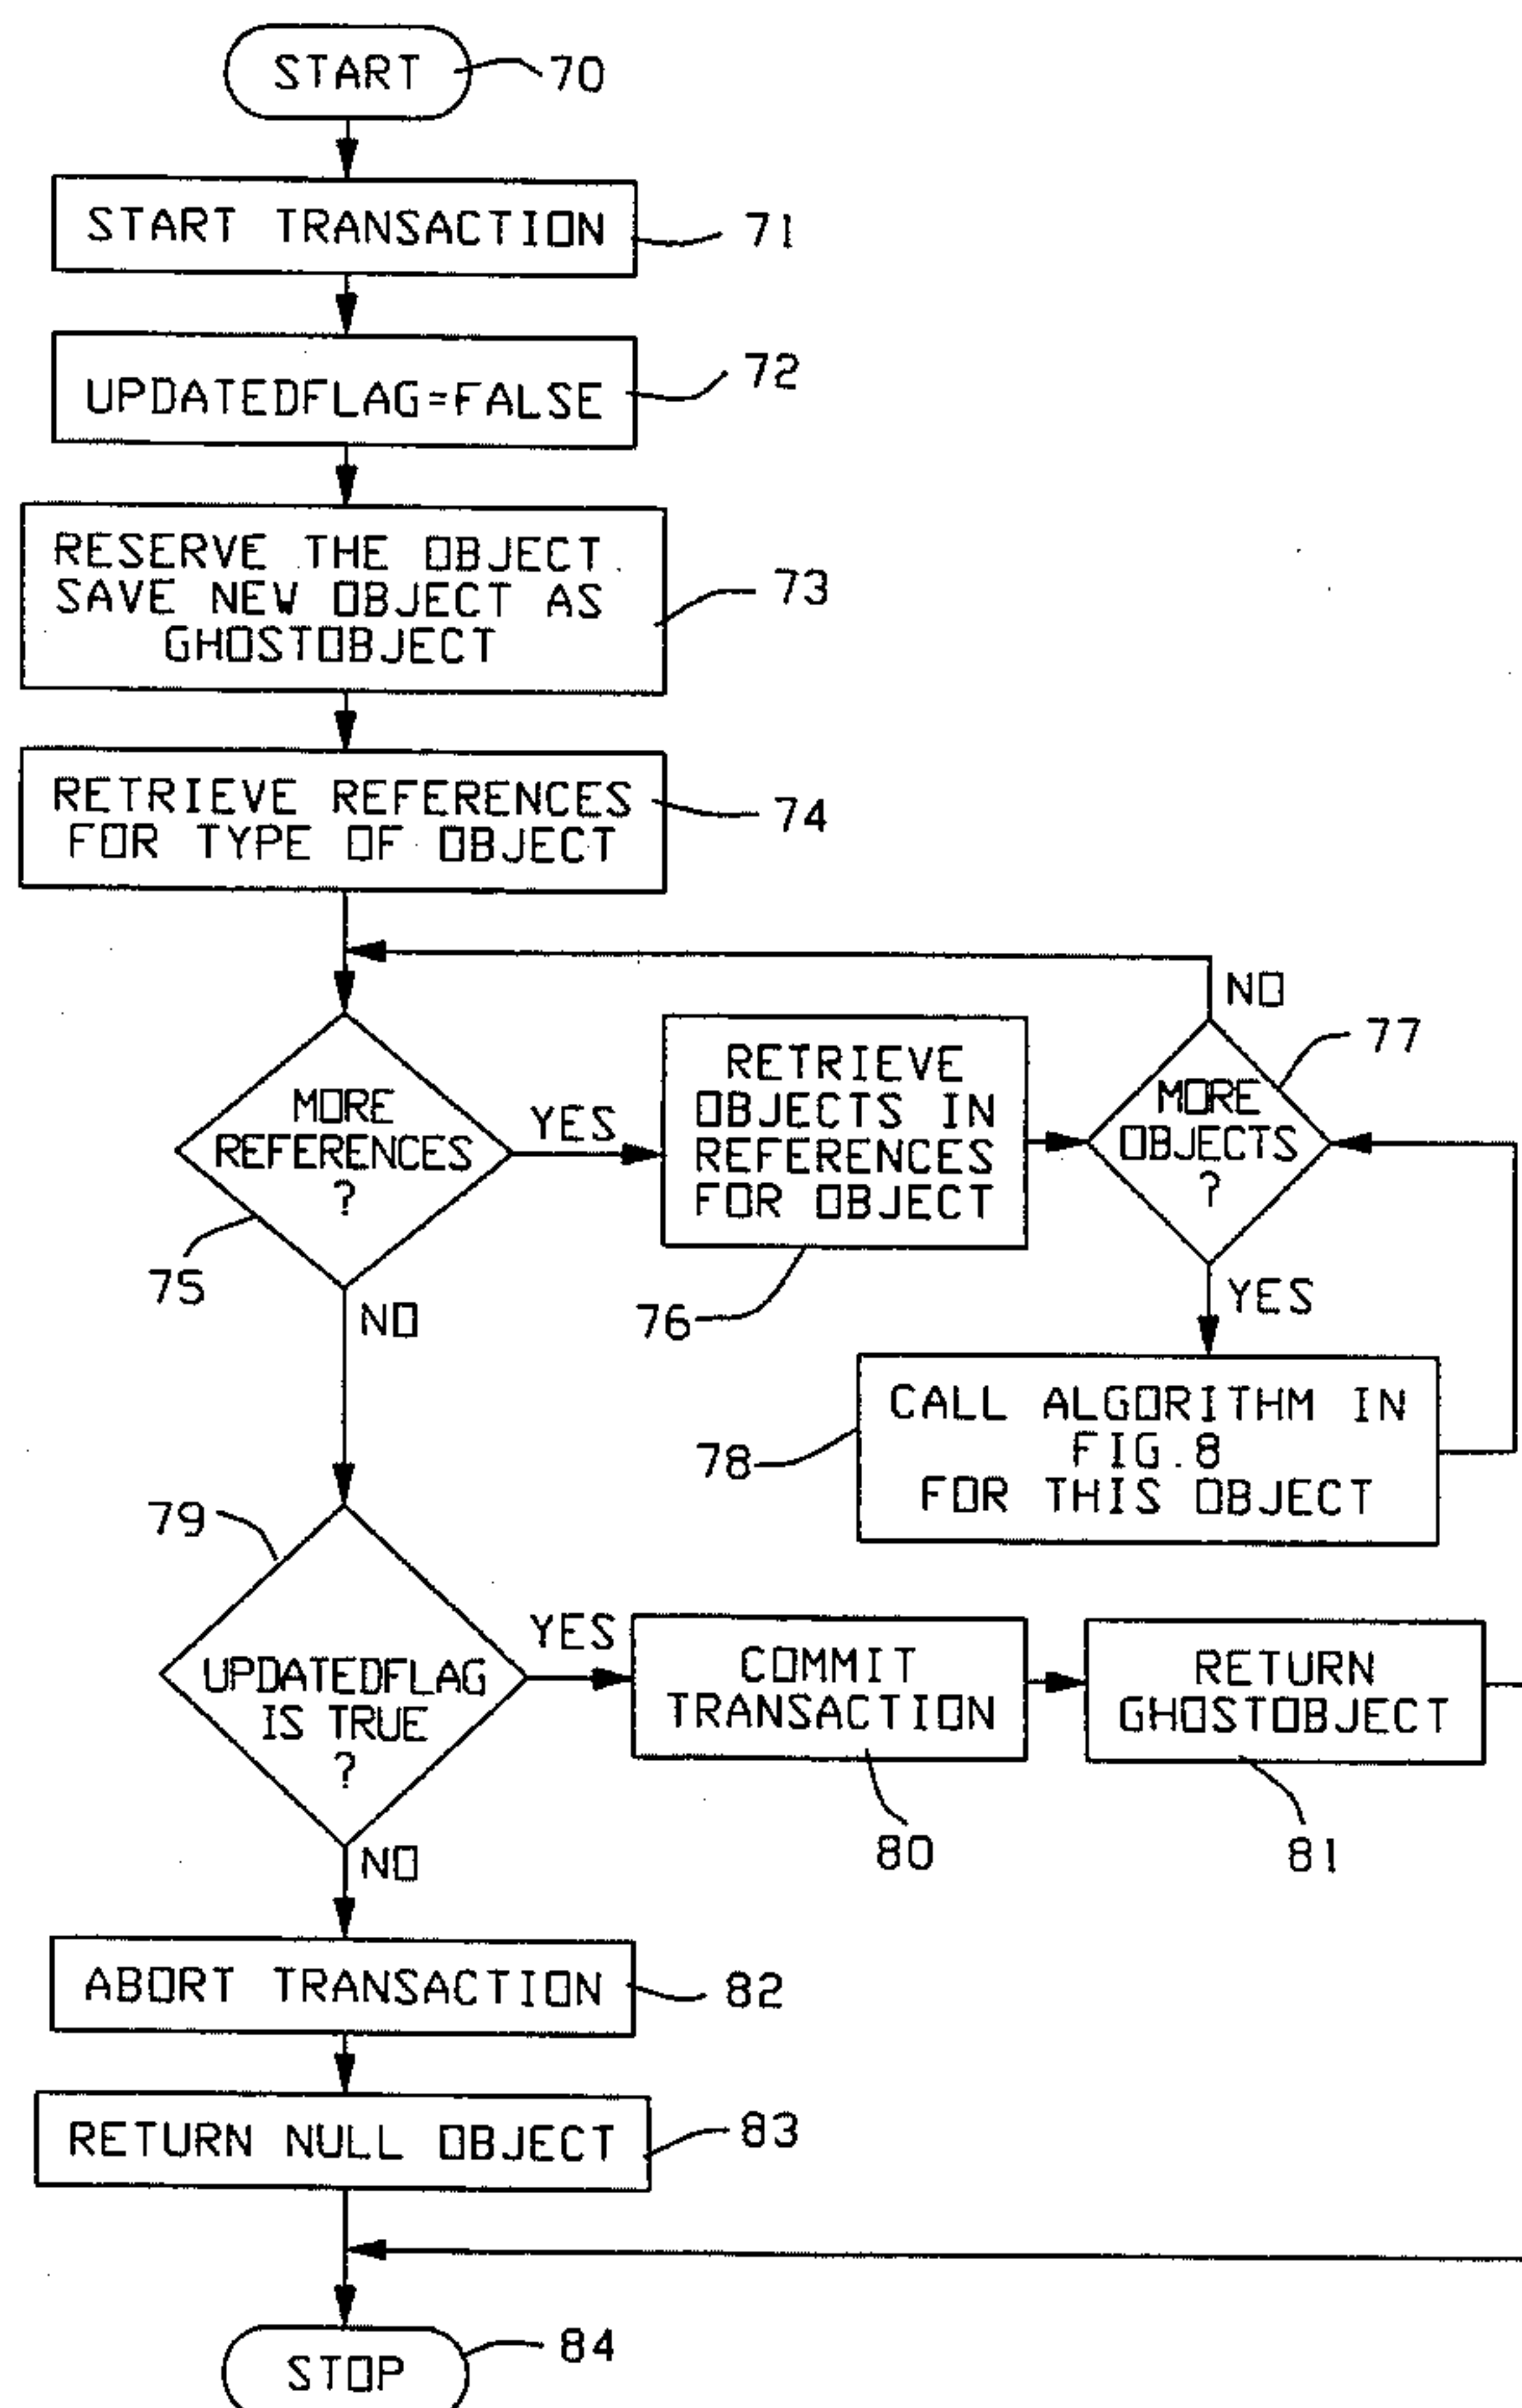 START
70
START TRANSACTION
71
UPDATEDFLAG=FALSE
72
RESERVE THE OBJECT
SAVE NEW OBJECT AS
GHOSTOBJECT
73
RETRIEVE REFERENCES
FOR TYPE OF OBJECT
74
MORE
REFERENCES
?
75
YES
NO
RETRIEVE
OBJECTS IN
REFERENCES
FOR OBJECT
76
NO
MORE
OBJECTS
?
77
YES
CALL ALGORITHM IN
FIG.8
FOR THIS OBJECT
78
79
UPDATEDFLAG
IS TRUE
?
YES
NO
COMMIT
TRANSACTION
80
RETURN
GHOSTOBJECT
81
ABORT TRANSACTION
82
RETURN NULL OBJECT
83
STOP
84